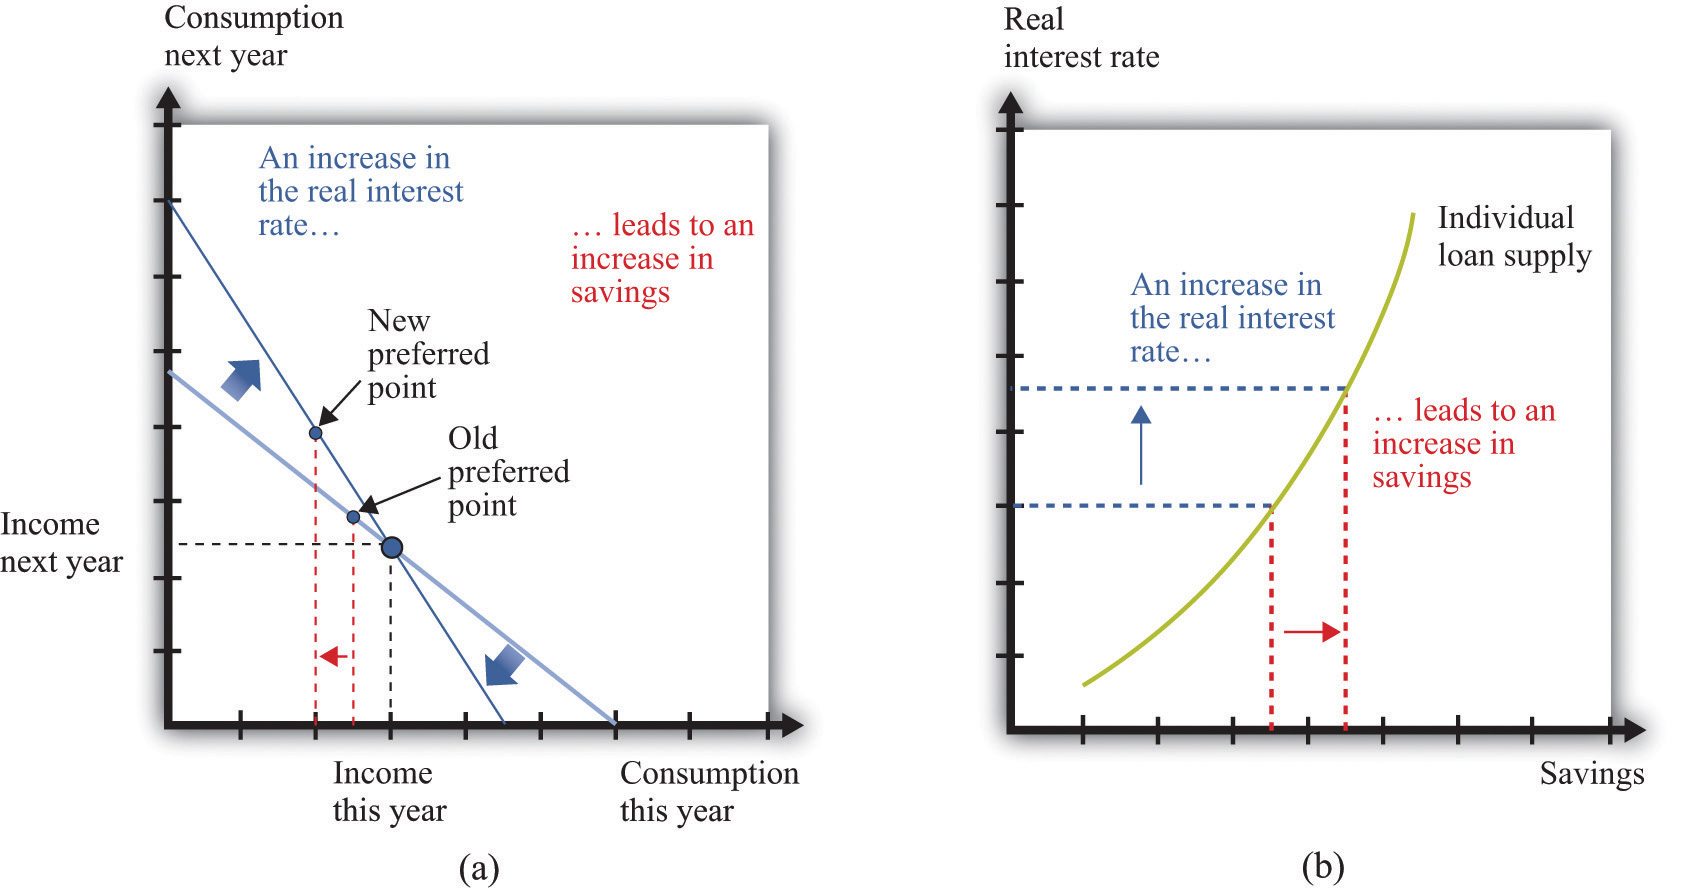 Consumption
next year
An increase in
the real interest
rate…
… leads to an
increase in
savings
New
preferred
point
Old
preferred
point
Income
next year
Income
this year
Consumption
this year
(a)
Real
interest rate
Individual
loan supply
An increase in
the real interest
rate…
… leads to an
increase in
savings
Savings
(b)